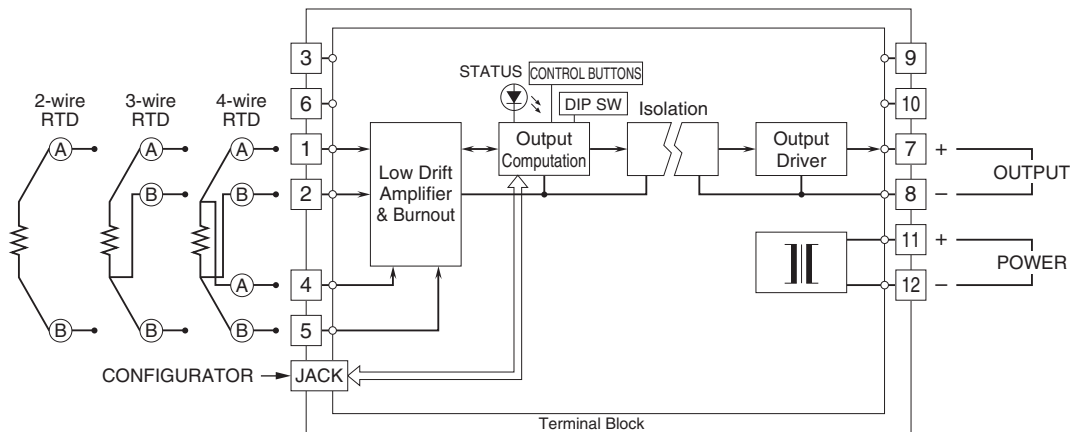 2-wire
RTD
3-wire
RTD
4-wire
RTD
A
B
A
B
B
A
B
A
B
3
6
1
2
4
5
CONFIGURATOR
JACK
STATUS
CONTROL BUTTONS
DIP SW
Low Drift
Amplifier
& Burnout
Output
Computation
Isolation
Output
Driver
9
10
7 +
8 –
OUTPUT
11 +
12 –
POWER
Terminal Block